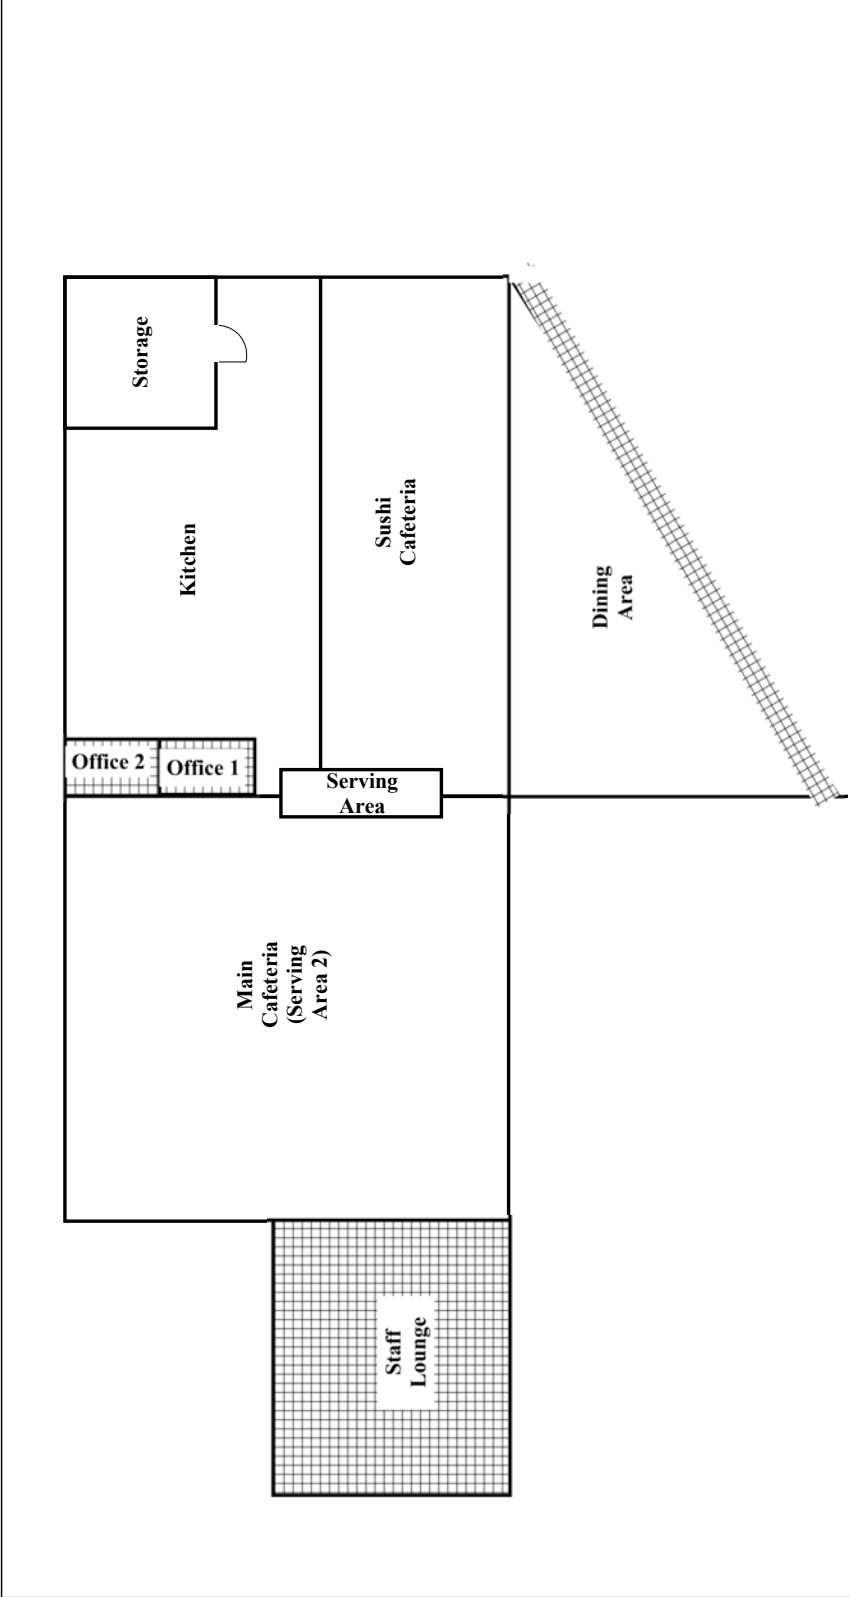 Storage
Kitchen
Sushi
Cafeteria
Dining
Area
Office 2
Office 1
Serving
Area
Main
Cafeteria
(Serving
Area 2)
Staff
Lounge